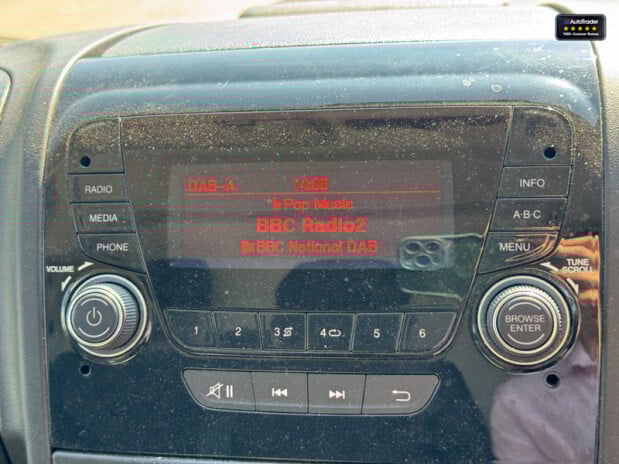 AutoTrader
RADIO
MEDIA
PHONE
VOLUME
DAB-A 14:00
Pop Music
BBC Radio2
BBC National DAB
INFO
A-B-C
MENU
TUNE
SCROLL
BROWSE
ENTER
1 2 3 4 5 6